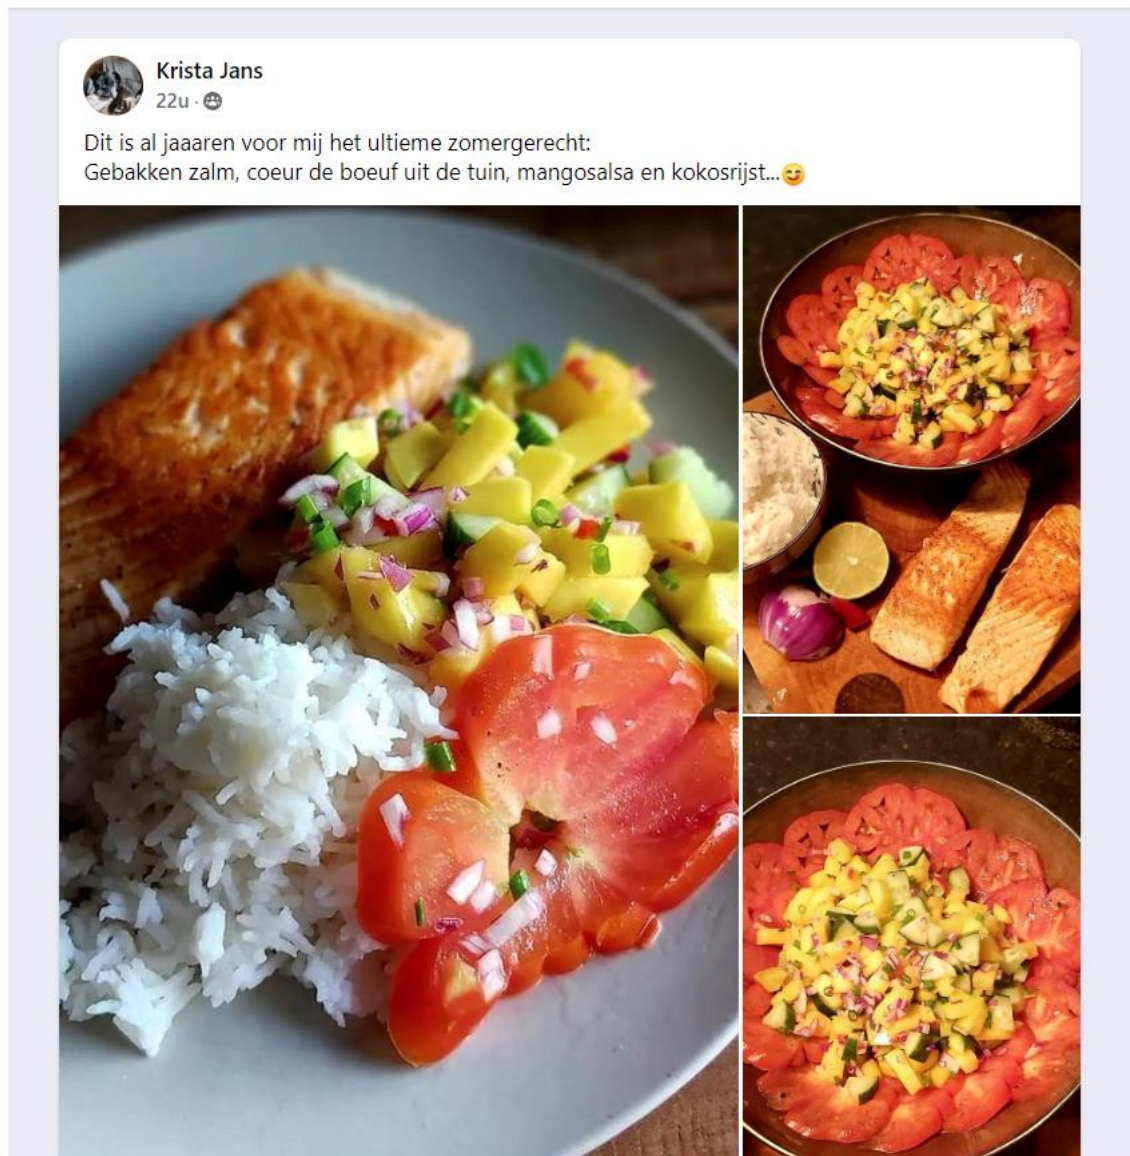 Krista Jans
22u ·
Dit is al jaaaren voor mij het ultieme zomergerecht:
Gebakken zalm, coeur de boeuf uit de tuin, mangosalsa en kokosrijst...😋